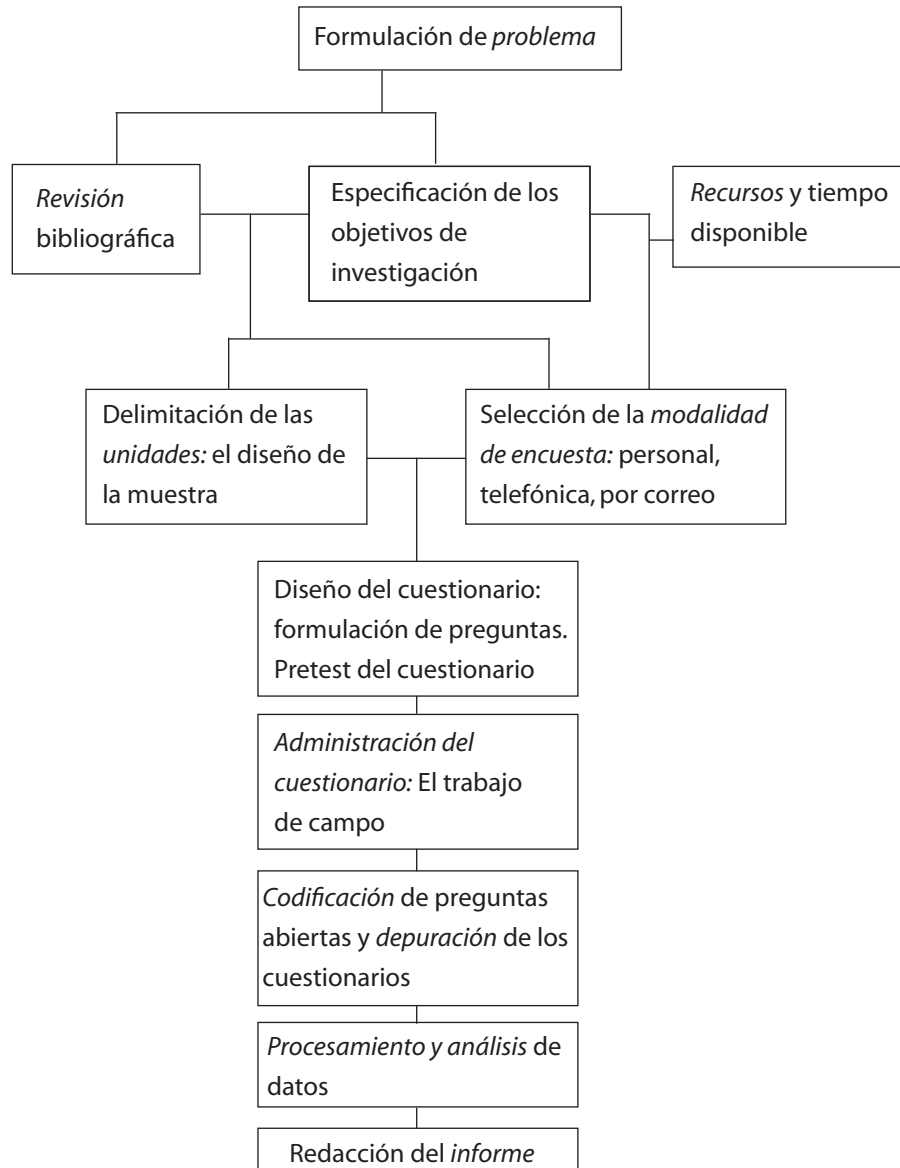 Formulación de problema
Revisión
bibliográfica
Especificación de los
objetivos de
investigación
Recursos y tiempo
disponible
Delimitación de las
unidades: el diseño de
la muestra
Selección de la modalidad
de encuesta: personal,
telefónica, por correo
Diseño del cuestionario:
formulación de preguntas.
Pretest del cuestionario
Administración del
cuestionario: El trabajo
de campo
Codificación de preguntas
abiertas y depuración de los
cuestionarios
Procesamiento y análisis de
datos
Redacción del informe